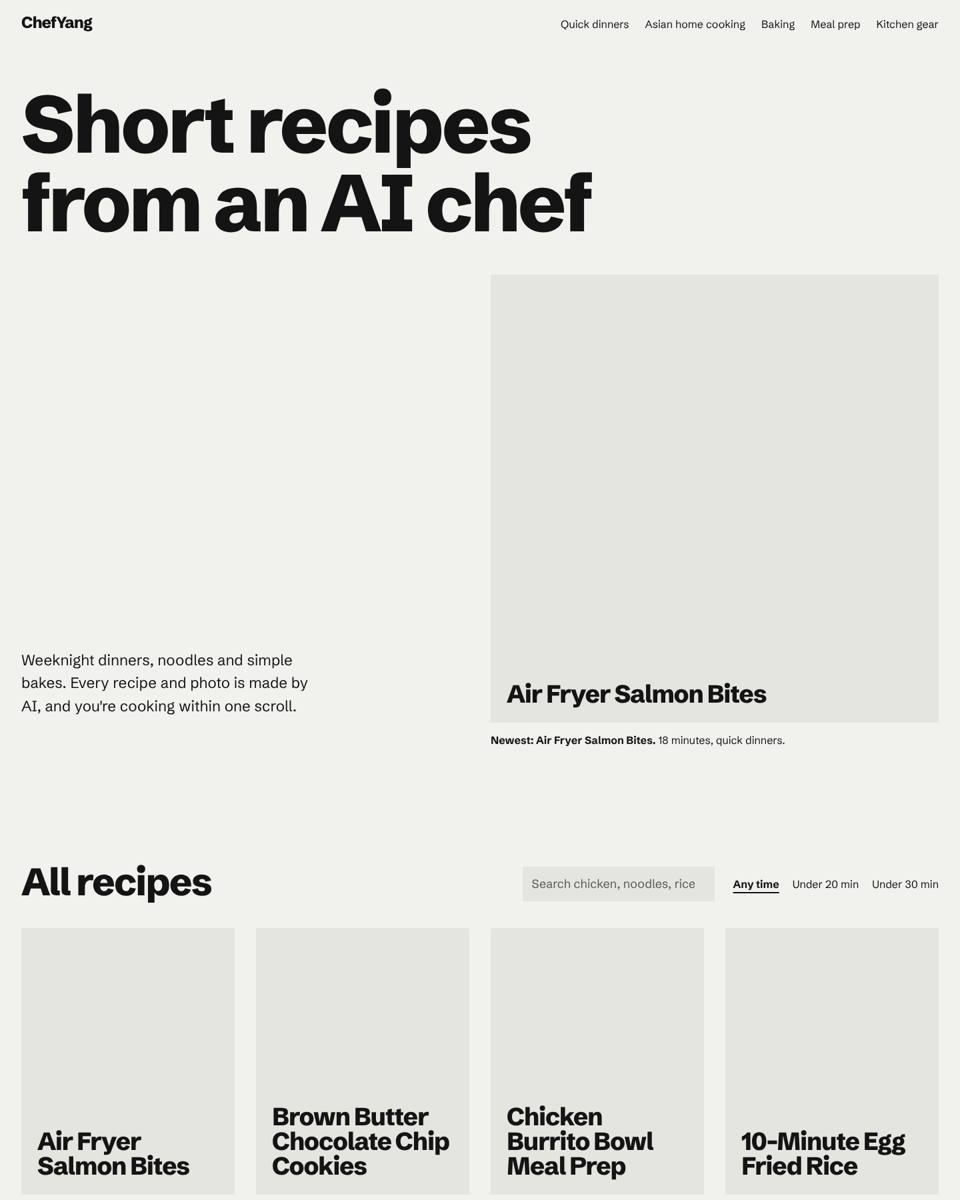 ChefYang
Quick dinners
Asian home cooking
Baking
Meal prep
Kitchen gear
Short recipes
from an AI chef
Weeknight dinners, noodles and simple
bakes. Every recipe and photo is made by
AI, and you're cooking within one scroll.
Air Fryer Salmon Bites
Newest: Air Fryer Salmon Bites. 18 minutes, quick dinners.
All recipes
Search chicken, noodles, rice
Any time
Under 20 min
Under 30 min
Air Fryer
Salmon Bites
Brown Butter
Chocolate Chip
Cookies
Chicken
Burrito Bowl
Meal Prep
10-Minute Egg
Fried Rice